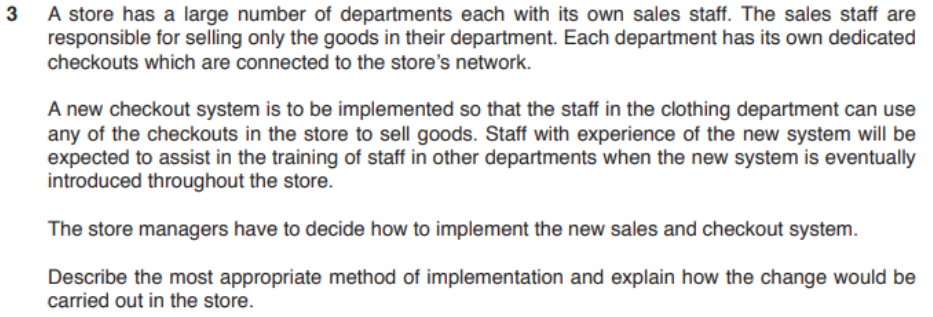 3 A store has a large number of departments each with its own sales staff. The sales staff are
responsible for selling only the goods in their department. Each department has its own dedicated
checkouts which are connected to the store's network.
A new checkout system is to be implemented so that the staff in the clothing department can use
any of the checkouts in the store to sell goods. Staff with experience of the new system will be
expected to assist in the training of staff in other departments when the new system is eventually
introduced throughout the store.
The store managers have to decide how to implement the new sales and checkout system.
Describe the most appropriate method of implementation and explain how the change would be
carried out in the store.